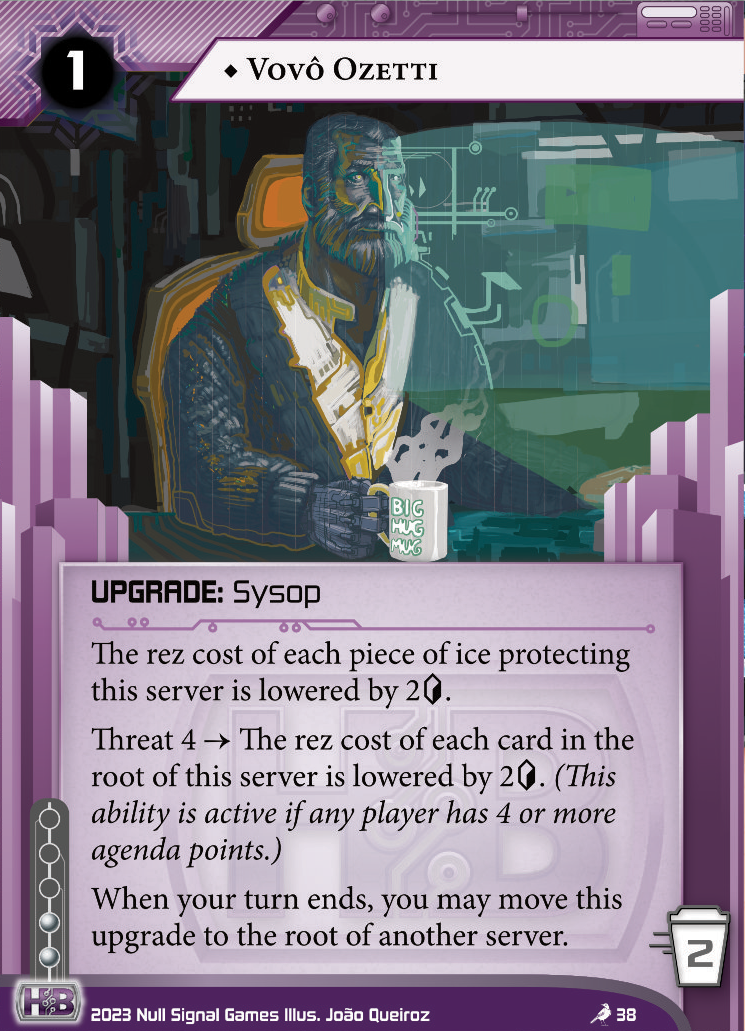 1
◆ Vovô Ozetti
BIG
HUG
MUG
UPGRADE: Sysop
The rez cost of each piece of ice protecting
this server is lowered by 2.
Threat 4 → The rez cost of each card in the
root of this server is lowered by 2. (This
ability is active if any player has 4 or more
agenda points.)
When your turn ends, you may move this
upgrade to the root of another server.
2
HB
2023 Null Signal Games Illus. João Queiroz
38